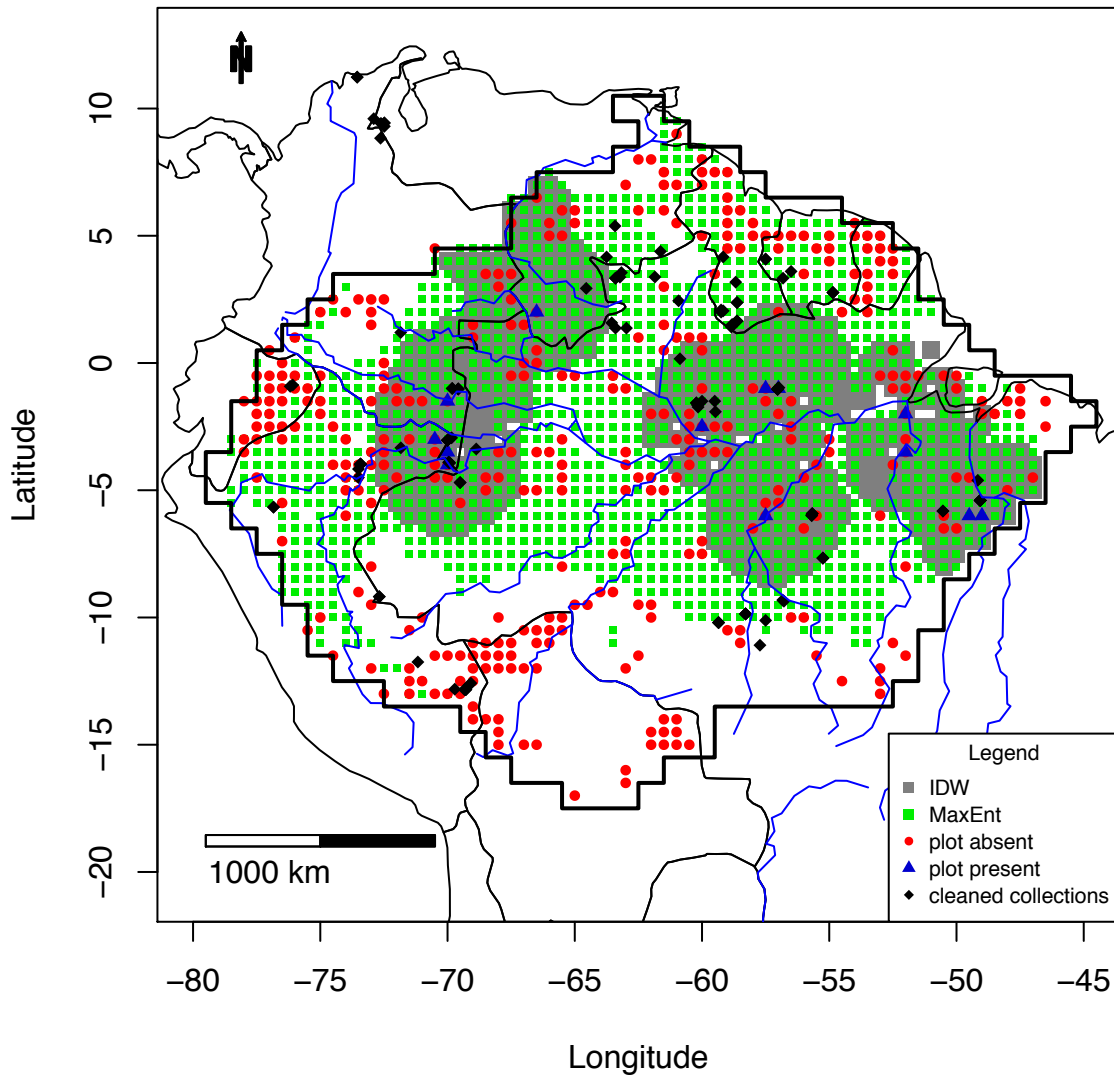 N
10
5
0
−5
−10
−15
−20
Latitude
1000 km
Legend
IDW
MaxEnt
plot absent
plot present
cleaned collections
−80 −75 −70 −65 −60 −55 −50 −45
Longitude